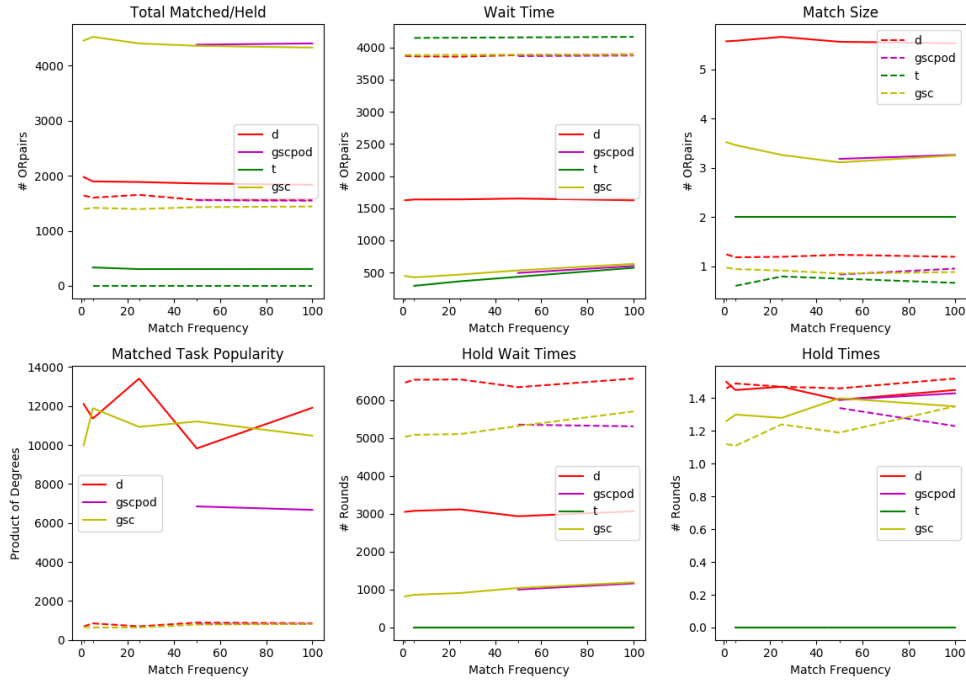 Total Matched/Held
# ORpairs
4000
3000
2000
1000
0
d
gscpod
t
gsc
0
20
40
60
80
100
Match Frequency
Wait Time
# ORpairs
4000
3500
3000
2500
2000
1500
1000
500
d
gscpod
t
gsc
0
20
40
60
80
100
Match Frequency
Match Size
# ORpairs
5
4
3
2
1
d
gscpod
t
gsc
0
20
40
60
80
100
Match Frequency
Matched Task Popularity
Product of Degrees
14000
12000
10000
8000
6000
4000
2000
0
d
gscpod
gsc
0
20
40
60
80
100
Match Frequency
Hold Wait Times
# Rounds
6000
5000
4000
3000
2000
1000
0
d
gscpod
t
gsc
0
20
40
60
80
100
Match Frequency
Hold Times
# Rounds
1.4
1.2
1.0
0.8
0.6
0.4
0.2
0.0
d
gscpod
t
gsc
0
20
40
60
80
100
Match Frequency